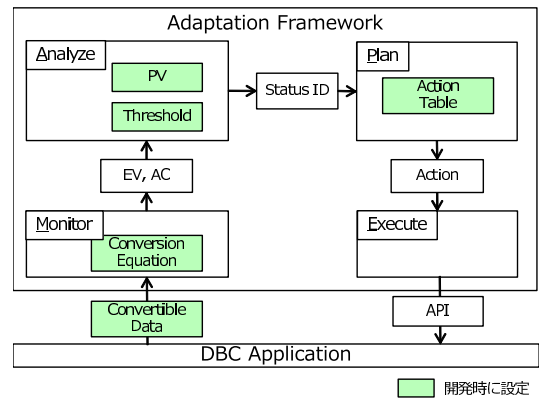 Adaptation Framework
Analyze
PV
Threshold
Status ID
Plan
Action
Table
EV, AC
Action
Monitor
Conversion
Equation
Execute
Convertible
Data
API
DBC Application
開発時に設定